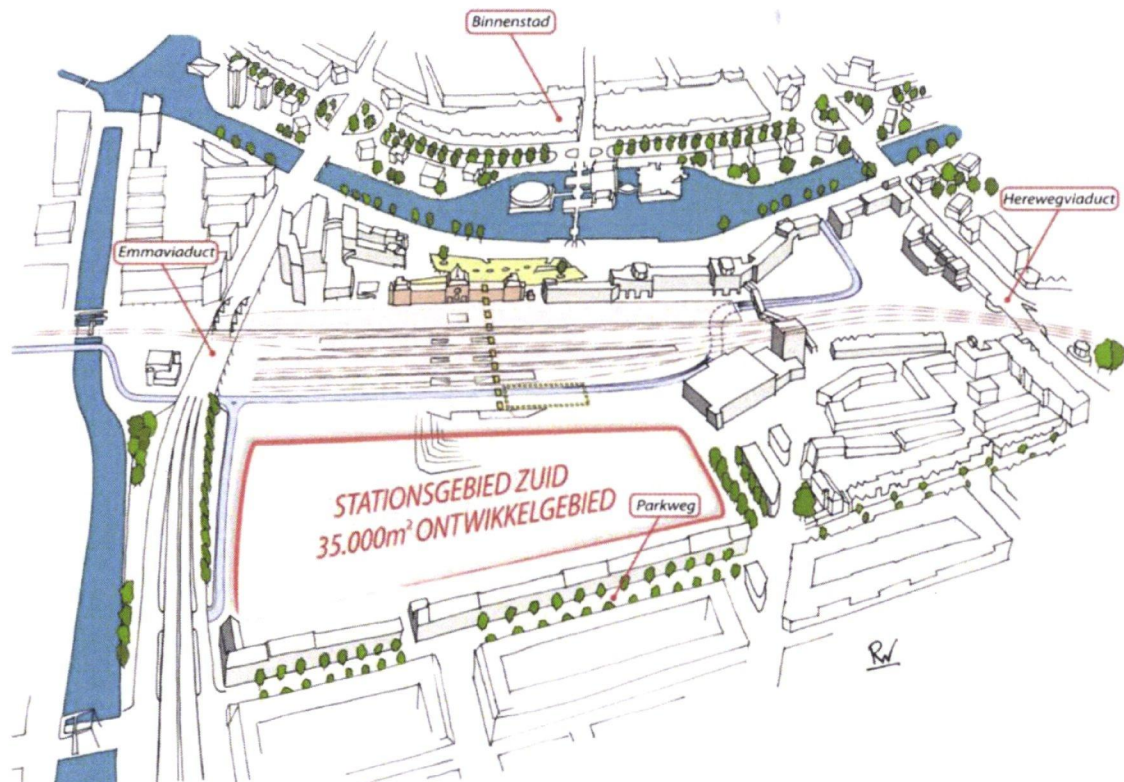 Binnenstad
Herewegviaduct
Emmaviaduct
STATIONSGEBIED ZUID
35.000m² ONTWIKKELGEBIED
Parkweg
RW